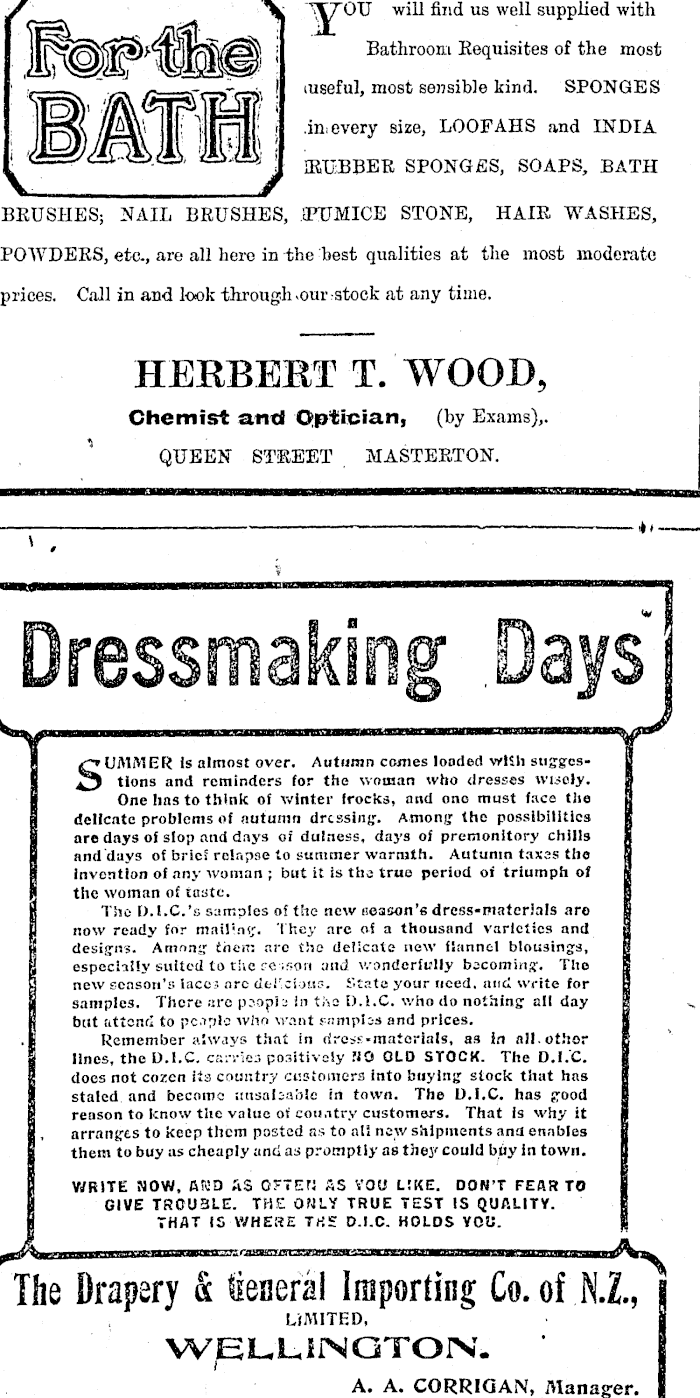 For the
BATH
YOU will find us well supplied with
Bathroom Requisites of the most
useful, most sensible kind. SPONGES
in every size, LOOFAHS and INDIA
RUBBER SPONGES, SOAPS, BATH
BRUSHES; NAIL BRUSHES, PUMICE STONE, HAIR WASHES,
POWDERS, etc., are all here in the best qualities at the most moderate
prices. Call in and look through our stock at any time.
HERBERT T. WOOD,
Chemist and Optician, (by Exams),.
QUEEN STREET MASTERTON.
Dressmaking Days
SUMMER is almost over. Autumn comes loaded with sugges-
tions and reminders for the woman who dresses wisely.
One has to think of winter frocks, and one must face the
delicate problems of autumn dressing. Among the possibilities
are days of slop and days of dulness, days of premonitory chills
and days of brief relapse to summer warmth. Autumn taxes the
invention of any woman; but it is the true period of triumph of
the woman of taste.
The D.I.C.'s samples of the new season's dress-materials are
now ready for mailing. They are of a thousand varieties and
designs. Among them are the delicate new flannel blousings,
especially suited to the season and wonderfully becoming. The
new season's laces are delicious. State your need, and write for
samples. There are people in the D.I.C. who do nothing all day
but attend to people who want samples and prices.
Remember always that in dress-materials, as in all other
lines, the D.I.C. carries positively NO OLD STOCK. The D.I.C.
does not cozen its country customers into buying stock that has
staled and become unsaleable in town. The D.I.C. has good
reason to know the value of country customers. That is why it
arranges to keep them posted as to all new shipments and enables
them to buy as cheaply and as promptly as they could buy in town.
WRITE NOW, AND AS OFTEN AS YOU LIKE. DON'T FEAR TO
GIVE TROUBLE. THE ONLY TRUE TEST IS QUALITY.
THAT IS WHERE THE D.I.C. HOLDS YOU.
The Drapery & General Importing Co. of N.Z.,
LIMITED,
WELLINGTON.
A. A. CORRIGAN, Manager.